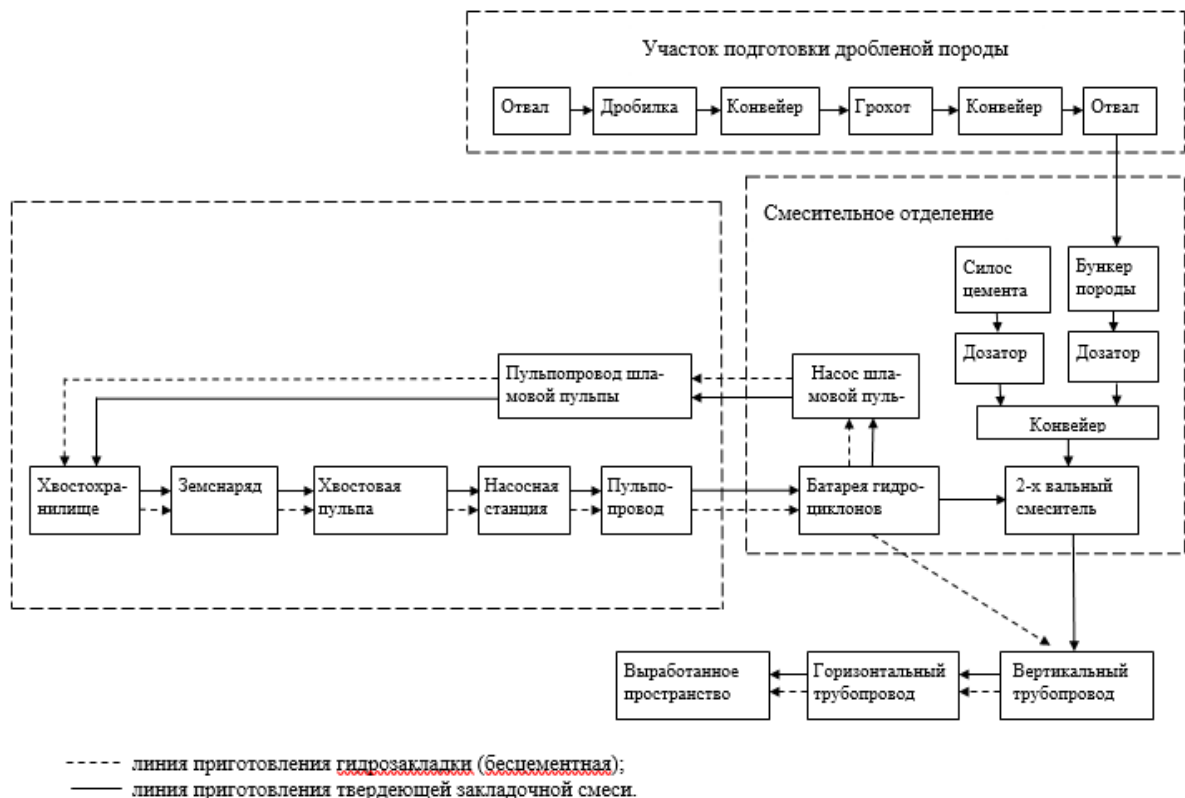 Участок подготовки дробленой породы
Отвал
Дробилка
Конвейер
Грохот
Конвейер
Отвал
Смесительное отделение
Силос
цемента
Бункер
породы
Дозатор
Дозатор
Конвейер
Пульпопровод шла-
мовой пульпы
Насос шла-
мовой пуль-
Хвостохра-
нилище
Земснаряд
Хвостовая
пульпа
Насосная
станция
Пульпо-
провод
Батарея гидро-
циклонов
2-х вальный
смеситель
Выработанное
пространство
Горизонтальный
трубопровод
Вертикальный
трубопровод
линия приготовления гидрозакладки (бесцементная);
линия приготовления твердеющей закладочной смеси.